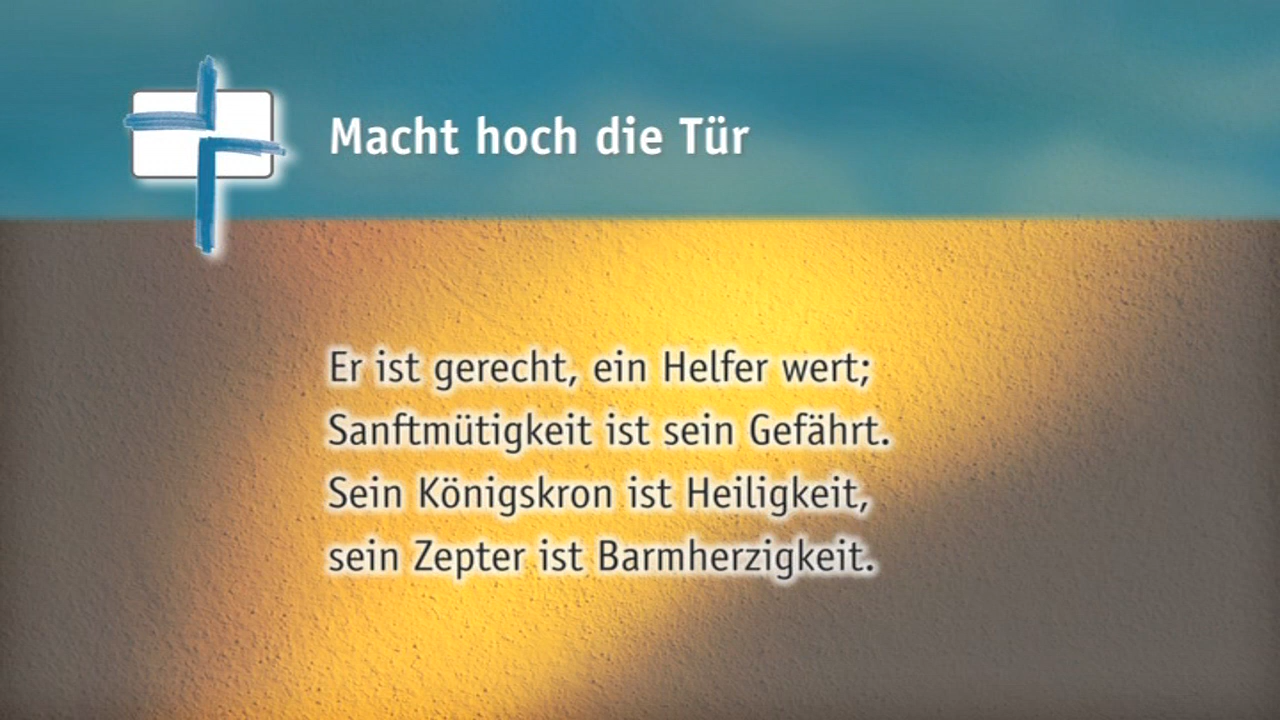 Macht hoch die Tür
Er ist gerecht, ein Helfer wert;
Sanftmütigkeit ist sein Gefährt.
Sein Königskron ist Heiligkeit,
sein Zepter ist Barmherzigkeit.